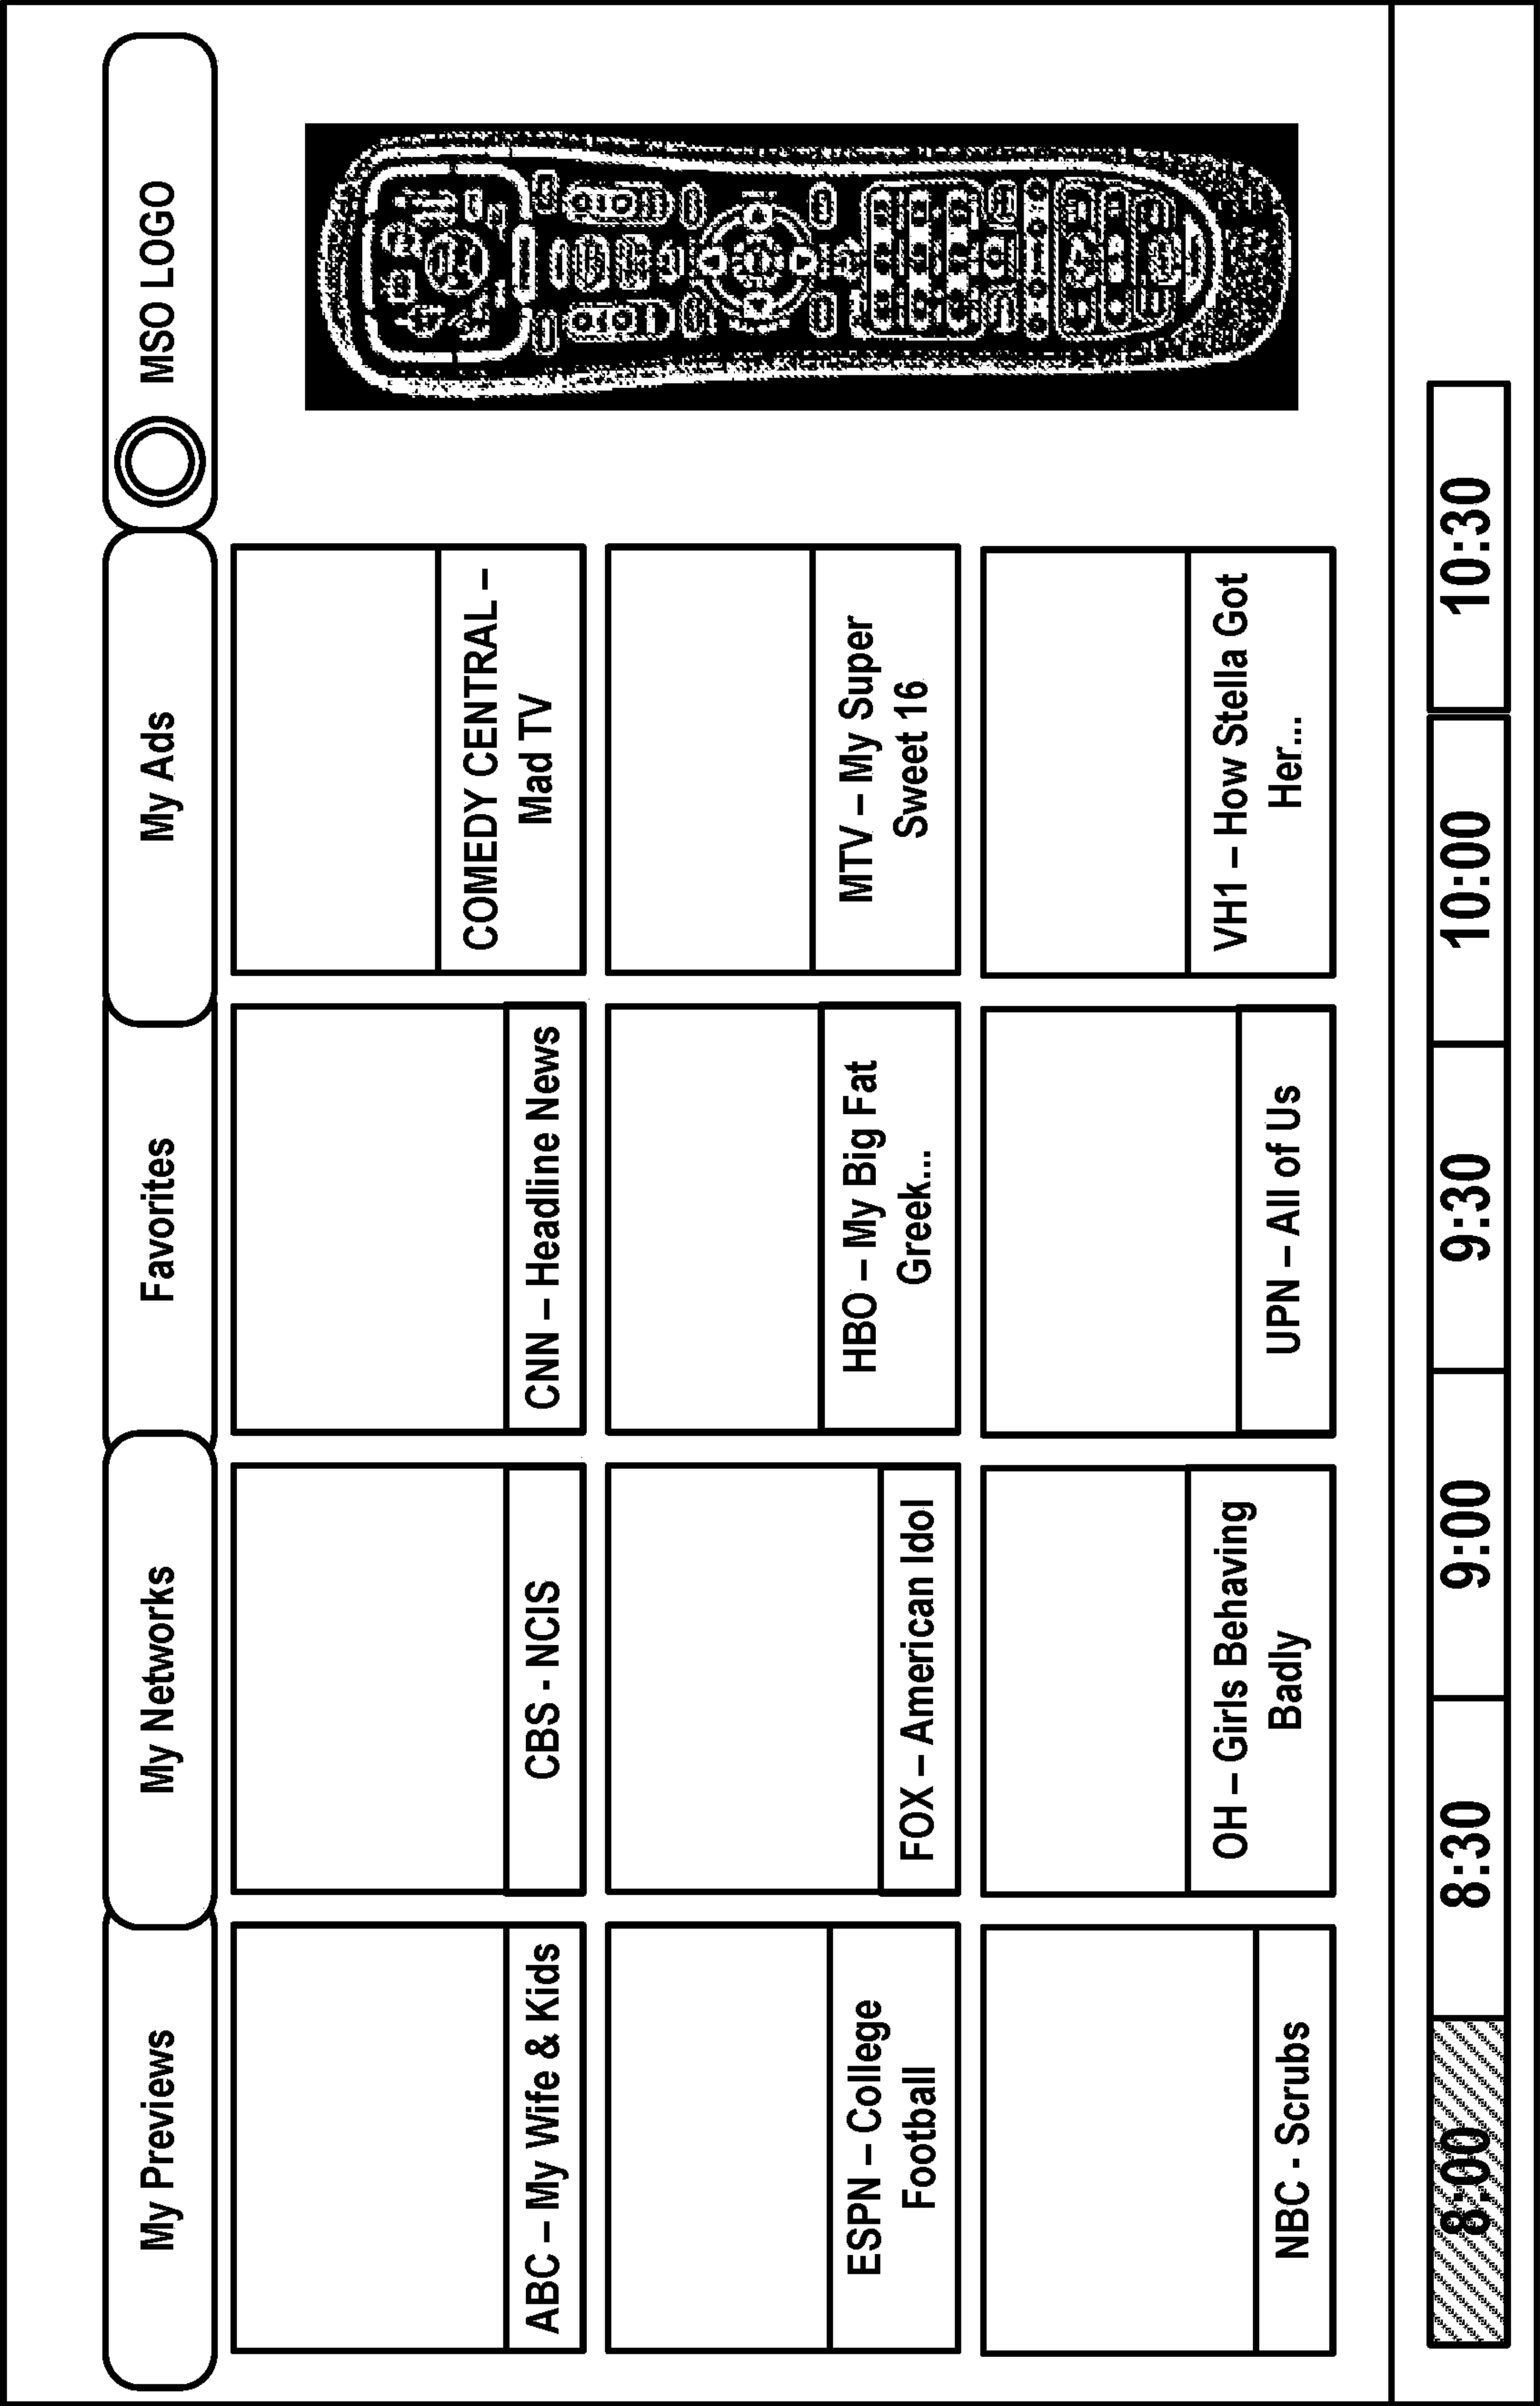 My Previews
My Networks
Favorites
My Ads
MSO LOGO
ABC – My Wife & Kids
CBS - NCIS
CNN – Headline News
COMEDY CENTRAL –
Mad TV
ESPN – College
Football
FOX – American Idol
HBO – My Big Fat
Greek...
MTV – My Super
Sweet 16
NBC - Scrubs
OH – Girls Behaving
Badly
UPN – All of Us
VH1 – How Stella Got
Her...
8:00
8:30
9:00
9:30
10:00
10:30